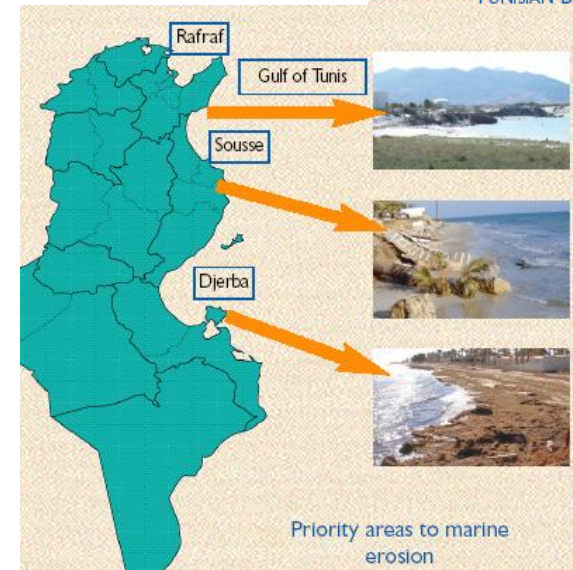 Rafraf
Gulf of Tunis
Sousse
Djerba
Priority areas to marine
erosion